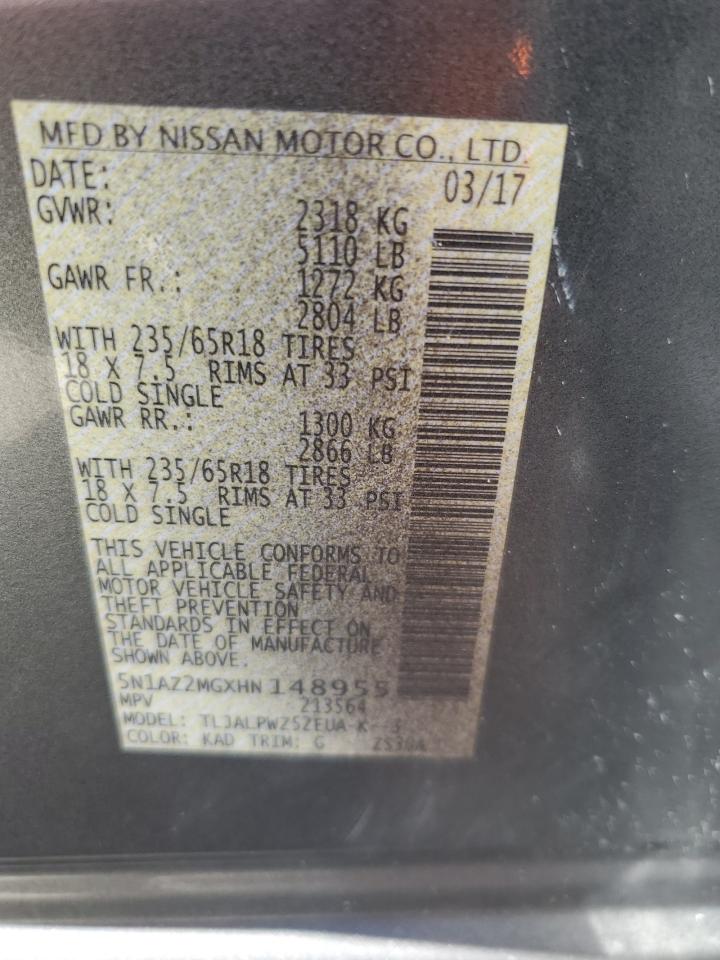 MFD BY NISSAN MOTOR CO., LTD.
DATE: 03/17
GVWR: 2318 KG
5110 LB
GAWR FR.: 1272 KG
2804 LB
WITH 235/65R18 TIRES
18 X 7.5 RIMS AT 33 PSI
COLD SINGLE
GAWR RR.: 1300 KG
2866 LB
WITH 235/65R18 TIRES
18 X 7.5 RIMS AT 33 PSI
COLD SINGLE
THIS VEHICLE CONFORMS TO
ALL APPLICABLE FEDERAL
MOTOR VEHICLE SAFETY AND
THEFT PREVENTION
STANDARDS IN EFFECT ON
THE DATE OF MANUFACTURE
SHOWN ABOVE.
5N1AZ2MGXHN148955
MPV 213564
MODEL: TLJALPWZ52EUA-K--
COLOR: KAD TRIM: G